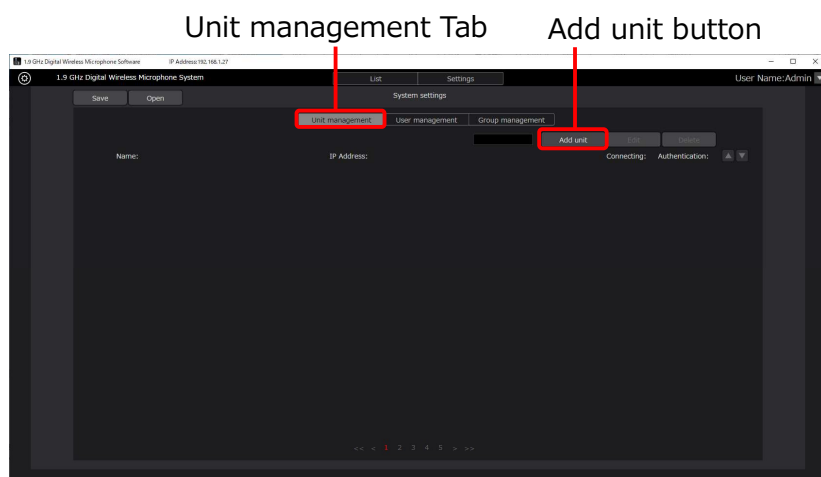 Unit management Tab Add unit button
1.9 GHz Digital Wireless Microphone Software IP Address:192.168.1.27
1.9 GHz Digital Wireless Microphone System List Settings User Name:Admin
Save Open System settings
Unit management User management Group management
Add unit Edit Delete
Name: IP Address: Connecting: Authentication:
<< < 1 2 3 4 5 > >>